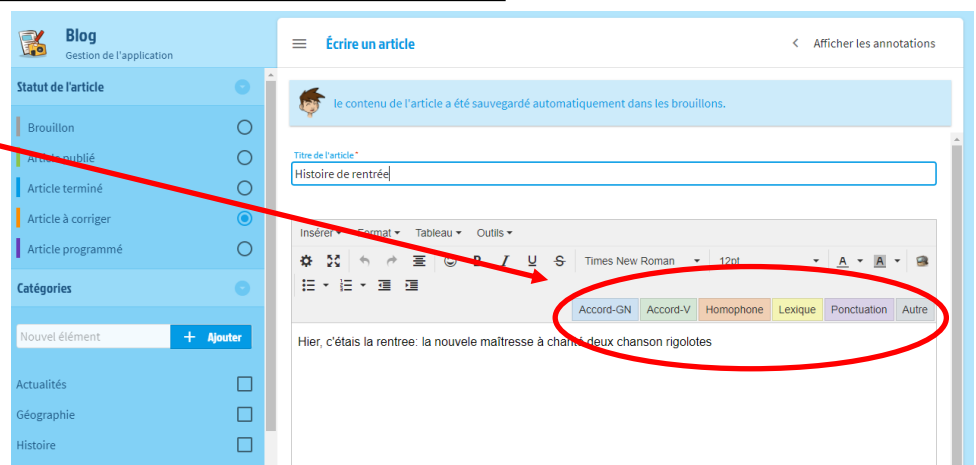 Blog
Gestion de l'application
Statut de l'article
Brouillon
Article publié
Article terminé
Article à corriger
Article programmé
Catégories
Nouvel élément
+ Ajouter
Actualités
Géographie
Histoire
Écrire un article
< Afficher les annotations
le contenu de l'article a été sauvegardé automatiquement dans les brouillons.
Titre de l'article*
Histoire de rentrée
Insérer Format Tableau Outils
B I U S Times New Roman 12pt A A
Accord-GN Accord-V Homophone Lexique Ponctuation Autre
Hier, c'étais la rentree: la nouvele maîtresse à chanté deux chanson rigolotes